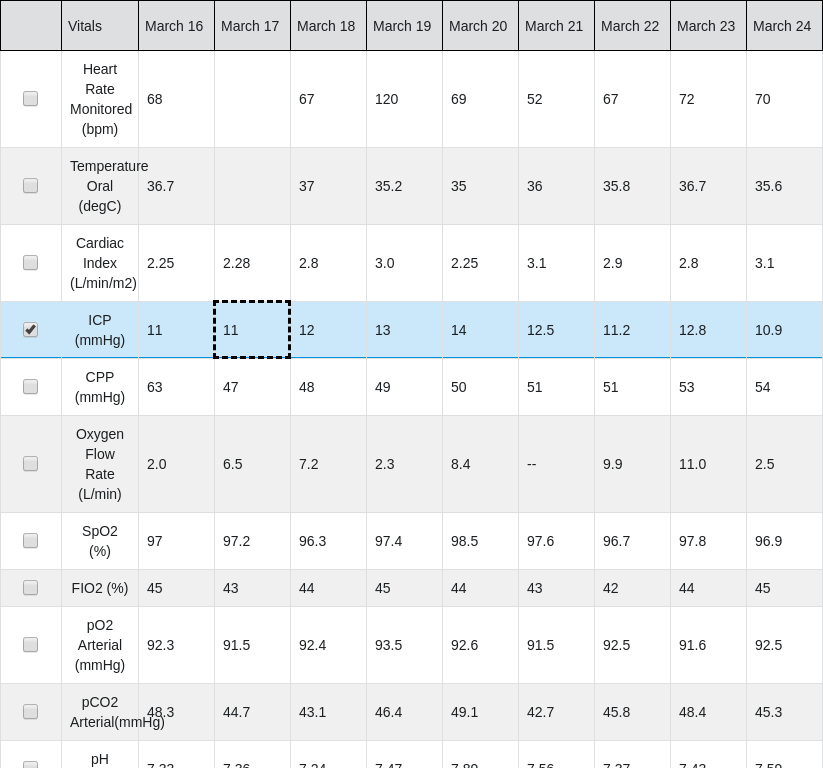 Vitals March 16 March 17 March 18 March 19 March 20 March 21 March 22 March 23 March 24
Heart
Rate
Monitored
(bpm)
68 67 120 69 52 67 72 70
Temperature
Oral
(degC)
36.7 37 35.2 35 36 35.8 36.7 35.6
Cardiac
Index
(L/min/m2)
2.25 2.28 2.8 3.0 2.25 3.1 2.9 2.8 3.1
ICP
(mmHg)
11 11 12 13 14 12.5 11.2 12.8 10.9
CPP
(mmHg)
63 47 48 49 50 51 51 53 54
Oxygen
Flow
Rate
(L/min)
2.0 6.5 7.2 2.3 8.4 -- 9.9 11.0 2.5
SpO2
(%)
97 97.2 96.3 97.4 98.5 97.6 96.7 97.8 96.9
FIO2 (%) 45 43 44 45 44 43 42 44 45
pO2
Arterial
(mmHg)
92.3 91.5 92.4 93.5 92.6 91.5 92.5 91.6 92.5
pCO2
Arterial(mmHg)
48.3 44.7 43.1 46.4 49.1 42.7 45.8 48.4 45.3
pH